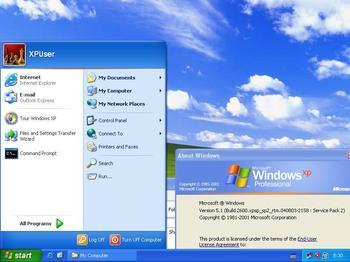 XPUser
Internet
Internet Explorer
E-mail
Outlook Express
Tour Windows XP
Files and Settings Transfer
Wizard
Command Prompt
All Programs
My Documents
My Computer
My Network Places
Control Panel
Connect To
Printers and Faxes
Search
Run...
Log Off
Turn Off Computer
About Windows
Microsoft
Windows xp
Professional
Copyright © 1985-2001
Microsoft Corporation
Microsoft ® Windows
Version 5.1 (Build 2600.xpsp_sp2_rtm.040803-2158 : Service Pack 2)
Copyright © 1981-2001 Microsoft Corporation
This product is licensed under the terms of the End-User
License Agreement to:
start
My Computer
8:30